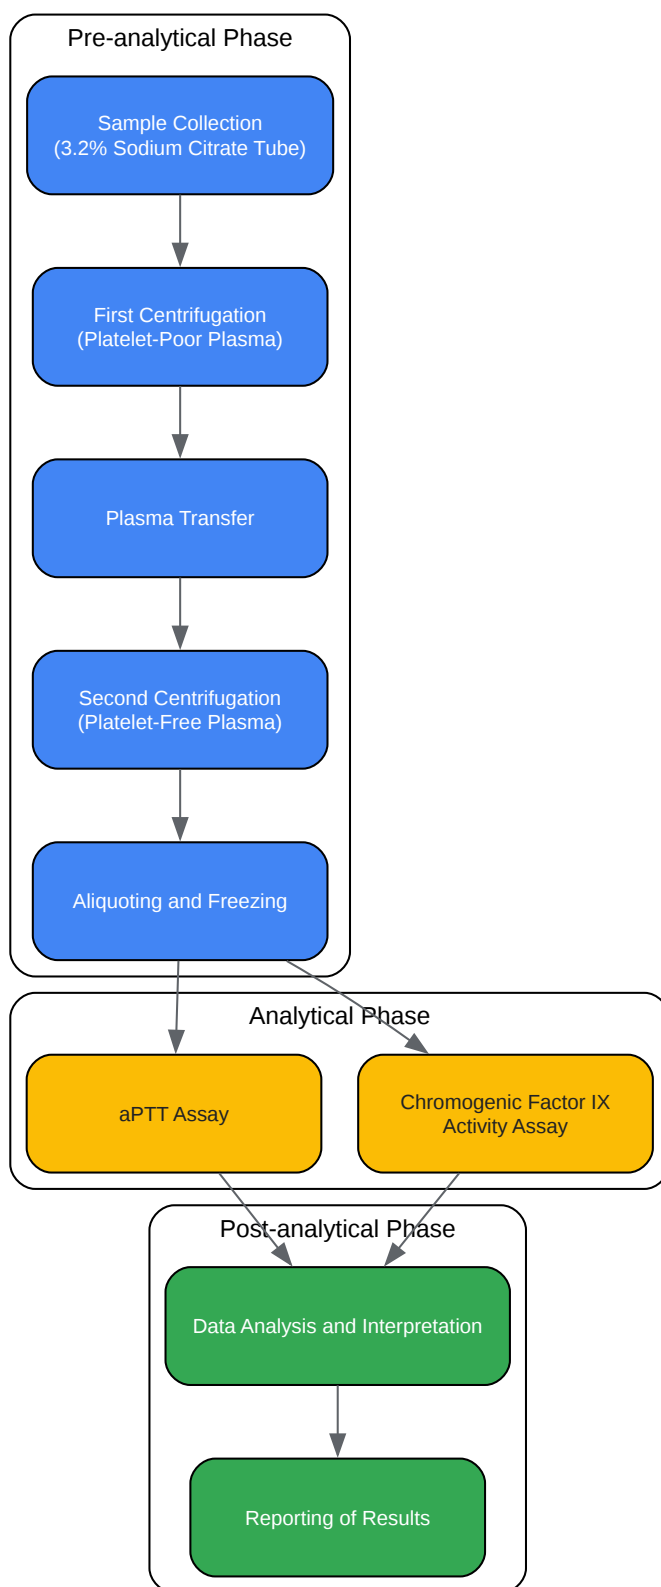 Pre-analytical Phase
Sample Collection
(3.2% Sodium Citrate Tube)
First Centrifugation
(Platelet-Poor Plasma)
Plasma Transfer
Second Centrifugation
(Platelet-Free Plasma)
Aliquoting and Freezing
Analytical Phase
aPTT Assay
Chromogenic Factor IX
Activity Assay
Post-analytical Phase
Data Analysis and Interpretation
Reporting of Results